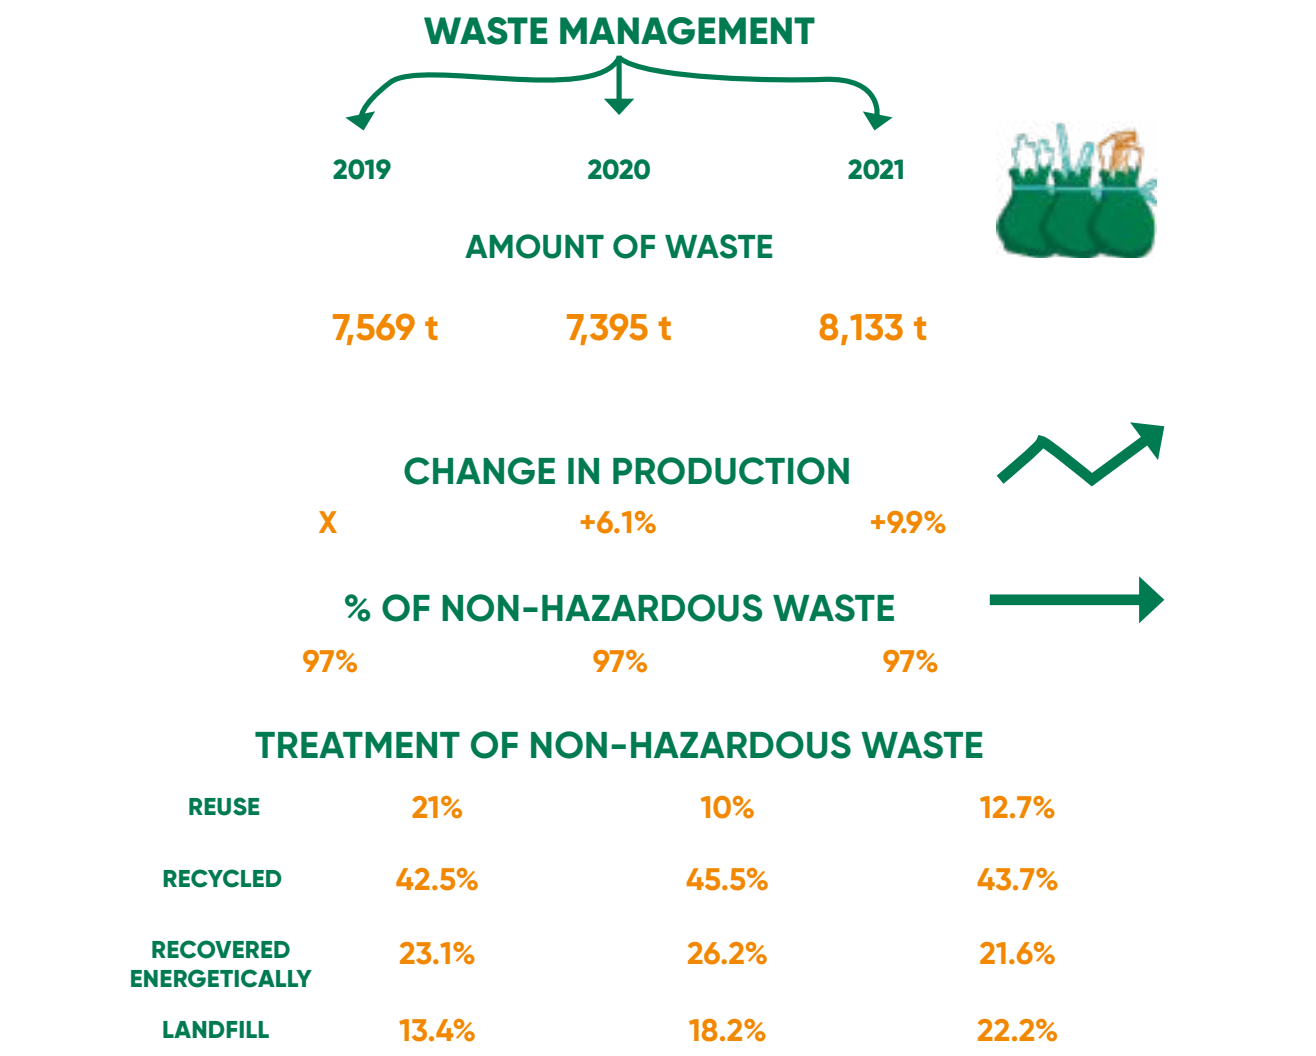 WASTE MANAGEMENT
2019 2020 2021
AMOUNT OF WASTE
7,569 t 7,395 t 8,133 t
CHANGE IN PRODUCTION
X +6.1% +9.9%
% OF NON-HAZARDOUS WASTE
97% 97% 97%
TREATMENT OF NON-HAZARDOUS WASTE
REUSE 21% 10% 12.7%
RECYCLED 42.5% 45.5% 43.7%
RECOVERED
ENERGETICALLY 23.1% 26.2% 21.6%
LANDFILL 13.4% 18.2% 22.2%